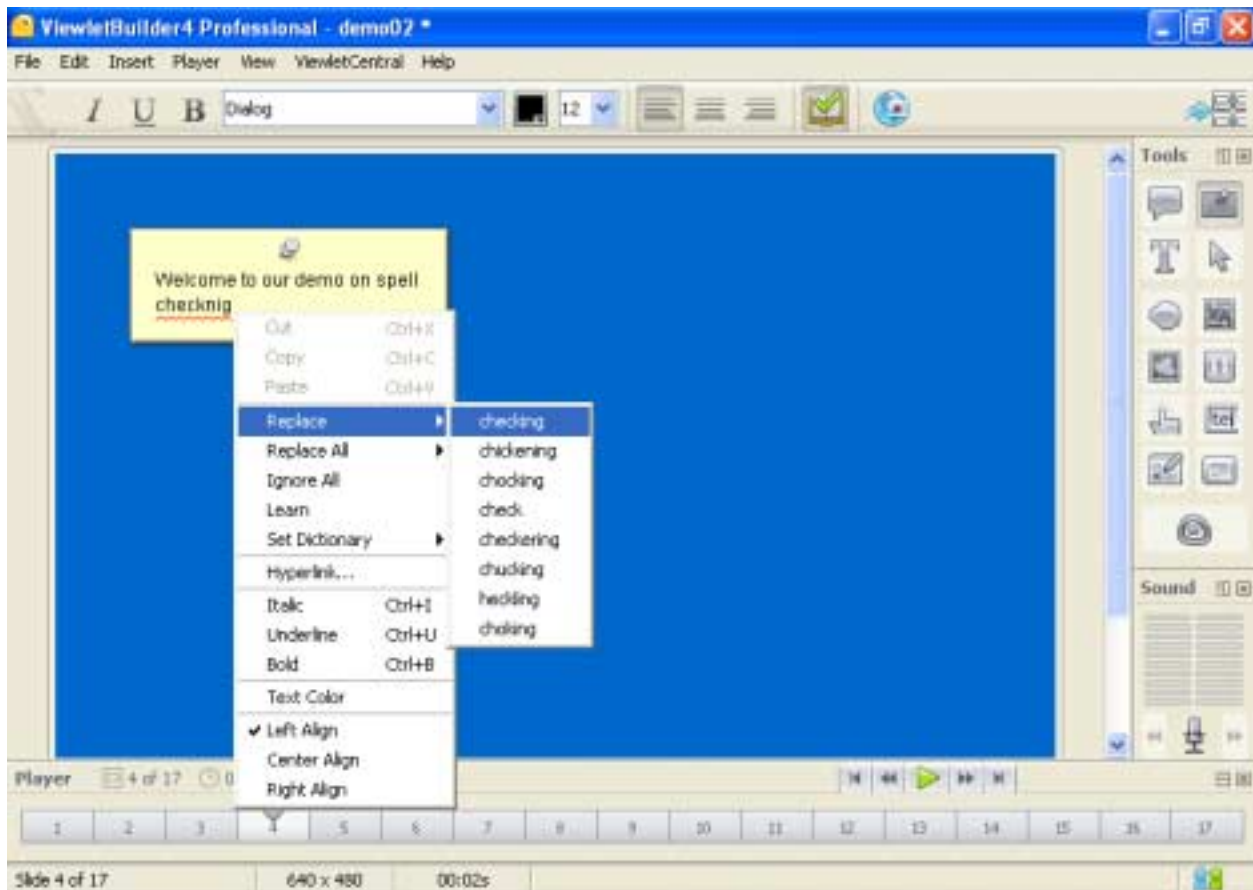 ViewletBuilder4 Professional - demo02 *
File Edit Insert Player View ViewletCentral Help
I U B Dialog 12
Tools
Welcome to our demo on spell
checknig
Cut Ctrl+X
Copy Ctrl+C
Paste Ctrl+V
Replace
Replace All
Ignore All
Learn
Set Dictionary
Hyperlink...
Italic Ctrl+I
Underline Ctrl+U
Bold Ctrl+B
Text Color
Left Align
Center Align
Right Align
checking
chickening
chocking
check
checkering
chucking
heckling
choking
T
Sound
Player 4 of 17 0
1 2 3 4 5 6 7 8 9 10 11 12 13 14 15 16 17
Slide 4 of 17 640 x 480 00:02s